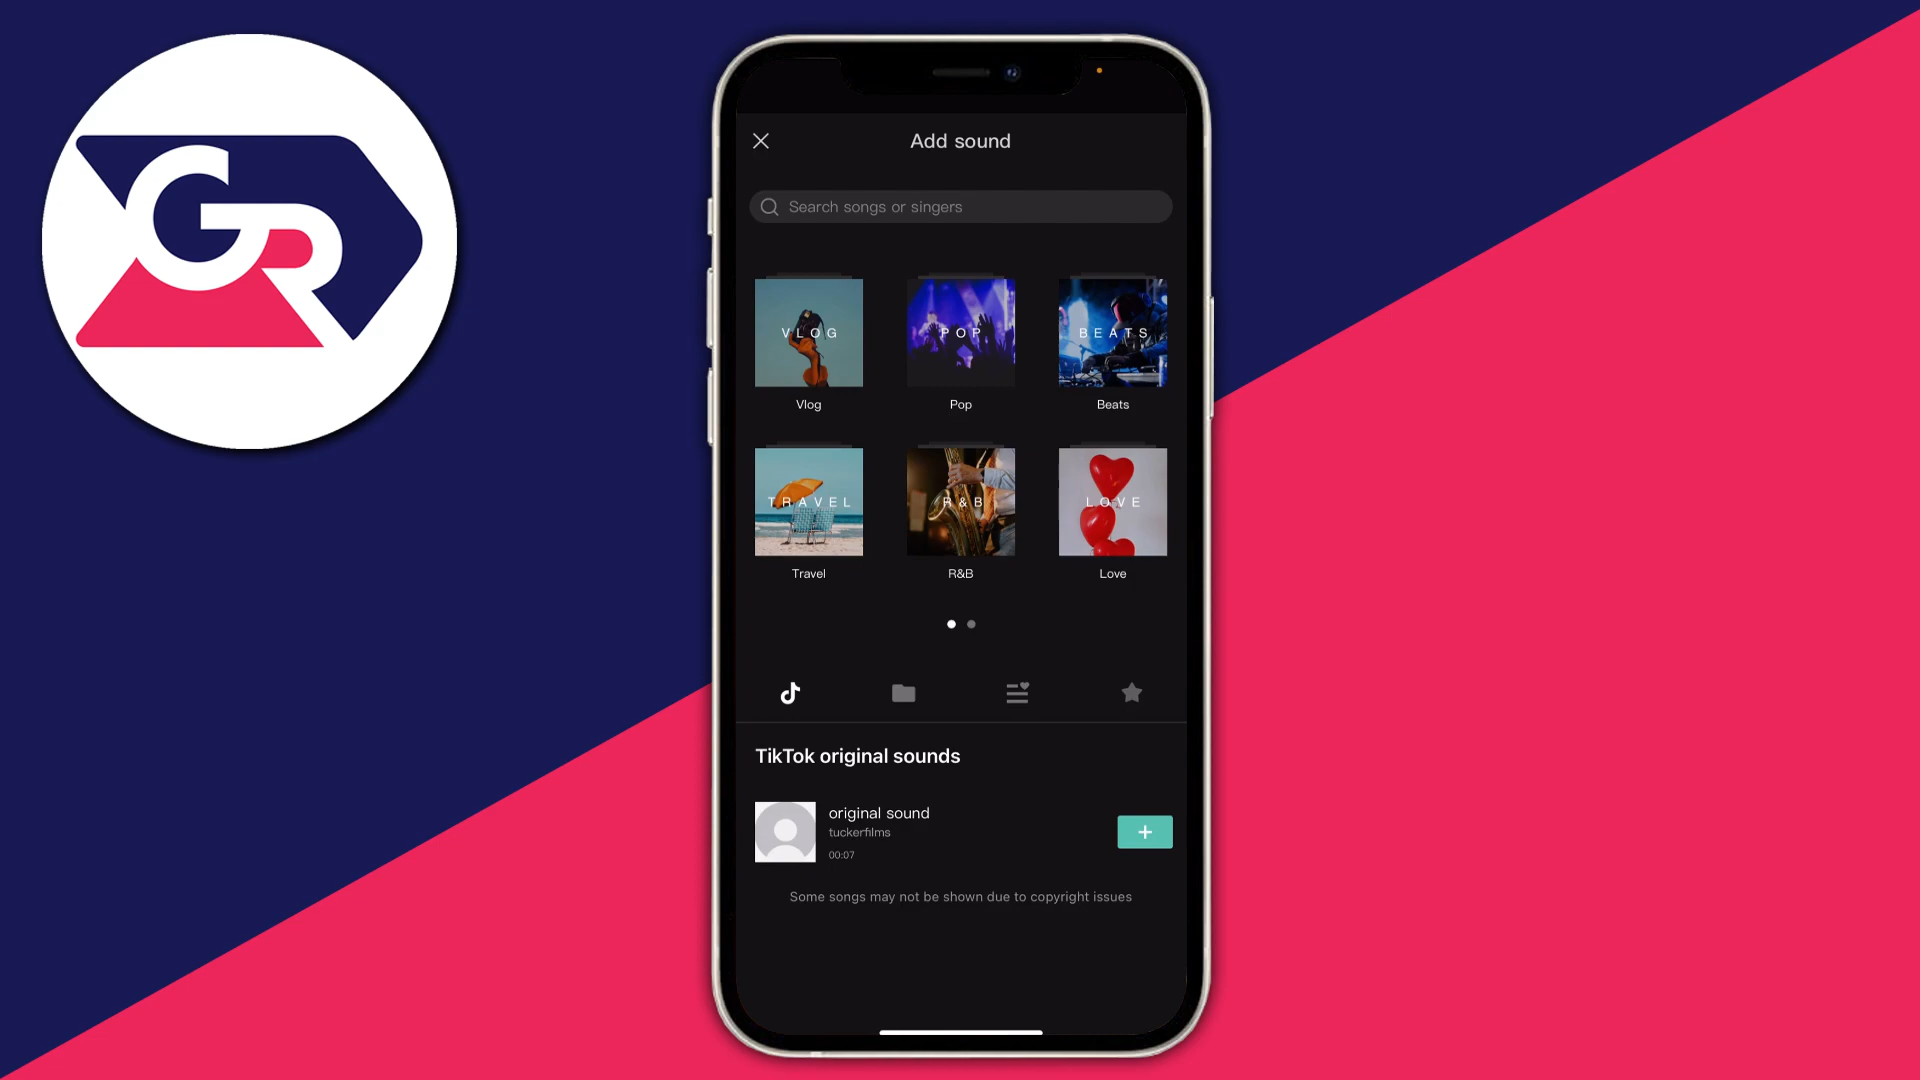 GR
Add sound
Search songs or singers
VLOG
POP
BEATS
Vlog
Pop
Beats
TRAVEL
R&B
LOVE
Travel
R&B
Love
TikTok original sounds
original sound
tuckerfilms
00:07
+
Some songs may not be shown due to copyright issues